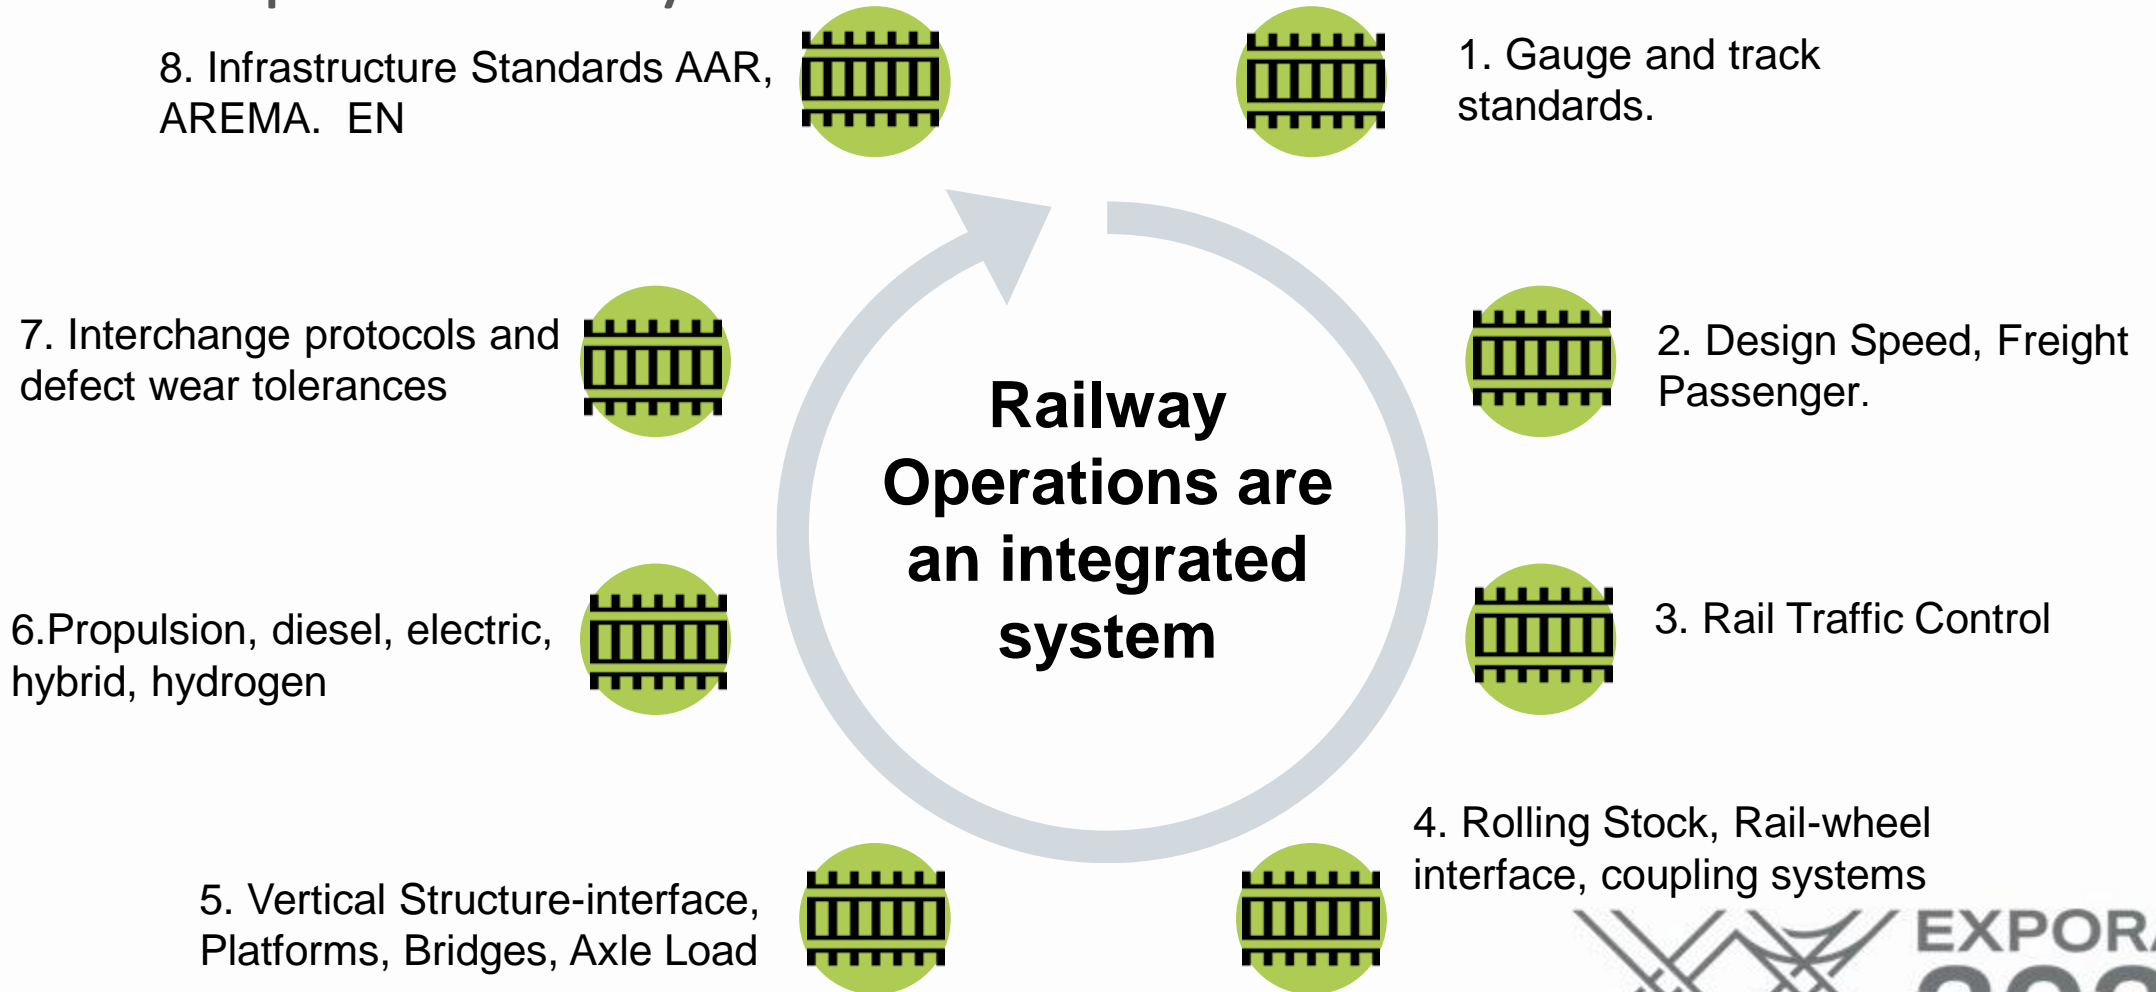 8. Infrastructure Standards AAR,
AREMA.  EN
1. Gauge and track
standards.
7. Interchange protocols and
defect wear tolerances
2. Design Speed, Freight
Passenger.
Railway
Operations are
an integrated
system
6.Propulsion, diesel, electric,
hybrid, hydrogen
3. Rail Traffic Control
4. Rolling Stock, Rail-wheel
interface, coupling systems
5. Vertical Structure-interface,
Platforms, Bridges, Axle Load